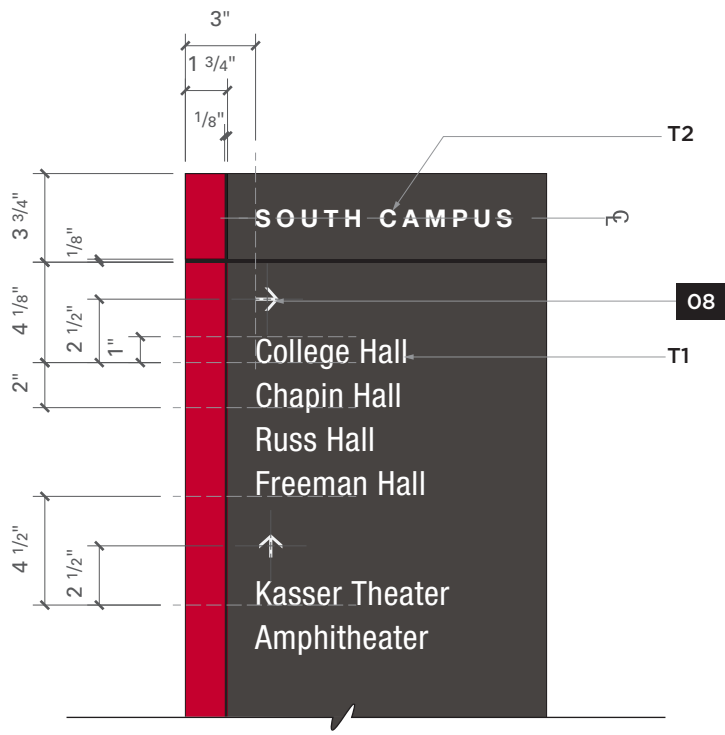 3"
1 3/4"
1/8"
T2
3 3/4"
SOUTH CAMPUS
CL
1/8"
4 1/8"
2 1/2"
1"
08
College Hall
T1
2"
Chapin Hall
Russ Hall
Freeman Hall
4 1/2"
2 1/2"
Kasser Theater
Amphitheater